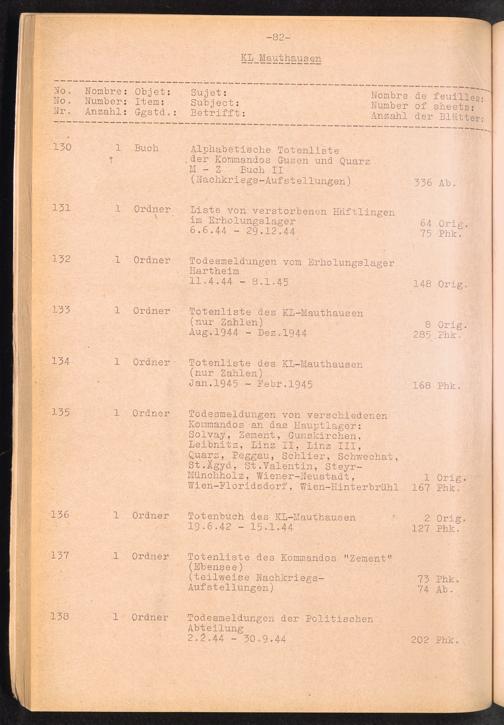 -82-
KL Mauthausen
No. Nombre: Objet: Sujet: Nombre de feuilles:
No. Number: Item: Subject: Number of sheets:
Nr. Anzahl: Ggstd.: Betrifft: Anzahl der Blätter:
130 1 Buch Alphabetische Totenliste
der Kommandos Gusen und Quarz
M - Z Buch II
(Nachkriegs-Aufstellungen) 336 Ab.
131 1 Ordner Liste von verstorbenen Häftlingen
im Erholungslager 64 Orig.
6.6.44 - 29.12.44 75 Phk.
132 1 Ordner Todesmeldungen vom Erholungslager
Hartheim
11.4.44 - 8.1.45 148 Orig.
133 1 Ordner Totenliste des KL-Mauthausen
(nur Zahlen) 8 Orig.
Aug.1944 - Dez.1944 285 Phk.
134 1 Ordner Totenliste des KL-Mauthausen
(nur Zahlen)
Jan.1945 - Febr.1945 168 Phk.
135 1 Ordner Todesmeldungen von verschiedenen
Kommandos an das Hauptlager:
Solvay, Zement, Gunskirchen,
Leibnitz, Linz II, Linz III,
Quarz, Peggau, Schlier, Schwechat,
St.Ägyd, St.Valentin, Steyr-
Münchholz, Wiener-Neustadt, 1 Orig.
Wien-Floridsdorf, Wien-Hinterbrühl 167 Phk.
136 1 Ordner Totenbuch des KL-Mauthausen 2 Orig.
19.6.42 - 15.1.44 127 Phk.
137 1 Ordner Totenliste des Kommandos "Zement"
(Ebensee)
(teilweise Nachkriegs- 73 Phk.
Aufstellungen) 74 Ab.
138 1 Ordner Todesmeldungen der Politischen
Abteilung
2.2.44 - 30.9.44 202 Phk.